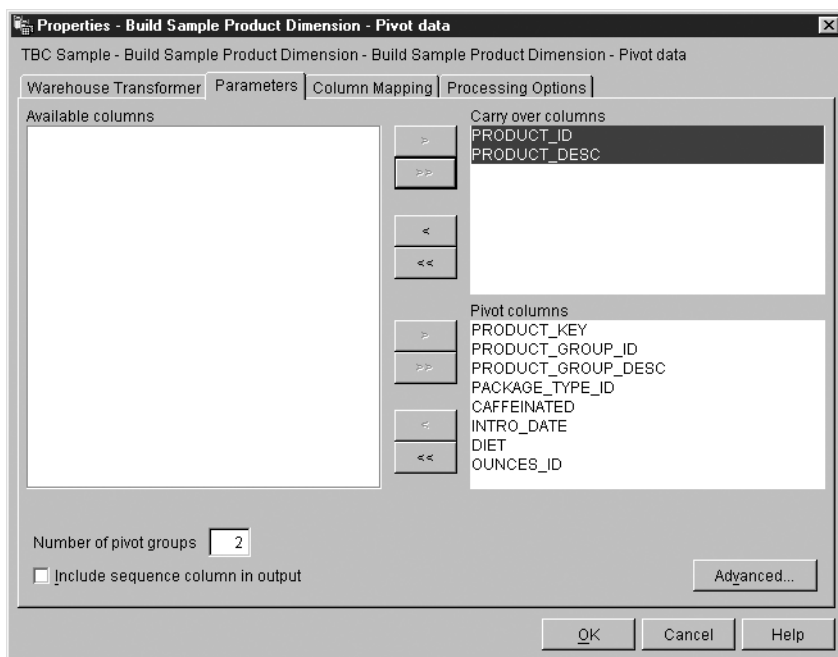 Properties - Build Sample Product Dimension - Pivot data
TBC Sample - Build Sample Product Dimension - Build Sample Product Dimension - Pivot data
Warehouse Transformer Parameters Column Mapping Processing Options
Available columns
Carry over columns
>
>>
<
<<
PRODUCT_ID
PRODUCT_DESC
Pivot columns
>
>>
<
<<
PRODUCT_KEY
PRODUCT_GROUP_ID
PRODUCT_GROUP_DESC
PACKAGE_TYPE_ID
CAFFEINATED
INTRO_DATE
DIET
OUNCES_ID
Number of pivot groups 2
Include sequence column in output
Advanced...
OK Cancel Help